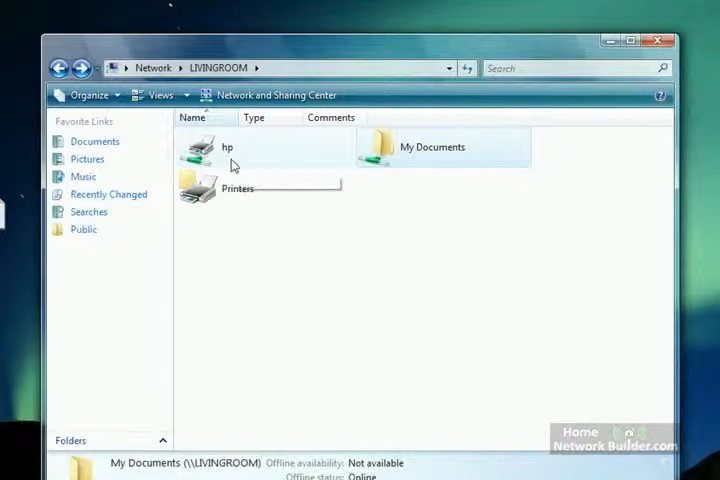 Network
LIVINGROOM
Search
Organize
Views
Network and Sharing Center
Favorite Links
Name
Type
Comments
Documents
hp
My Documents
Pictures
Music
Printers
Recently Changed
Searches
Public
Home
Network Builder.com
Folders
My Documents (\\LIVINGROOM) Offline availability: Not available
Offline status: Online